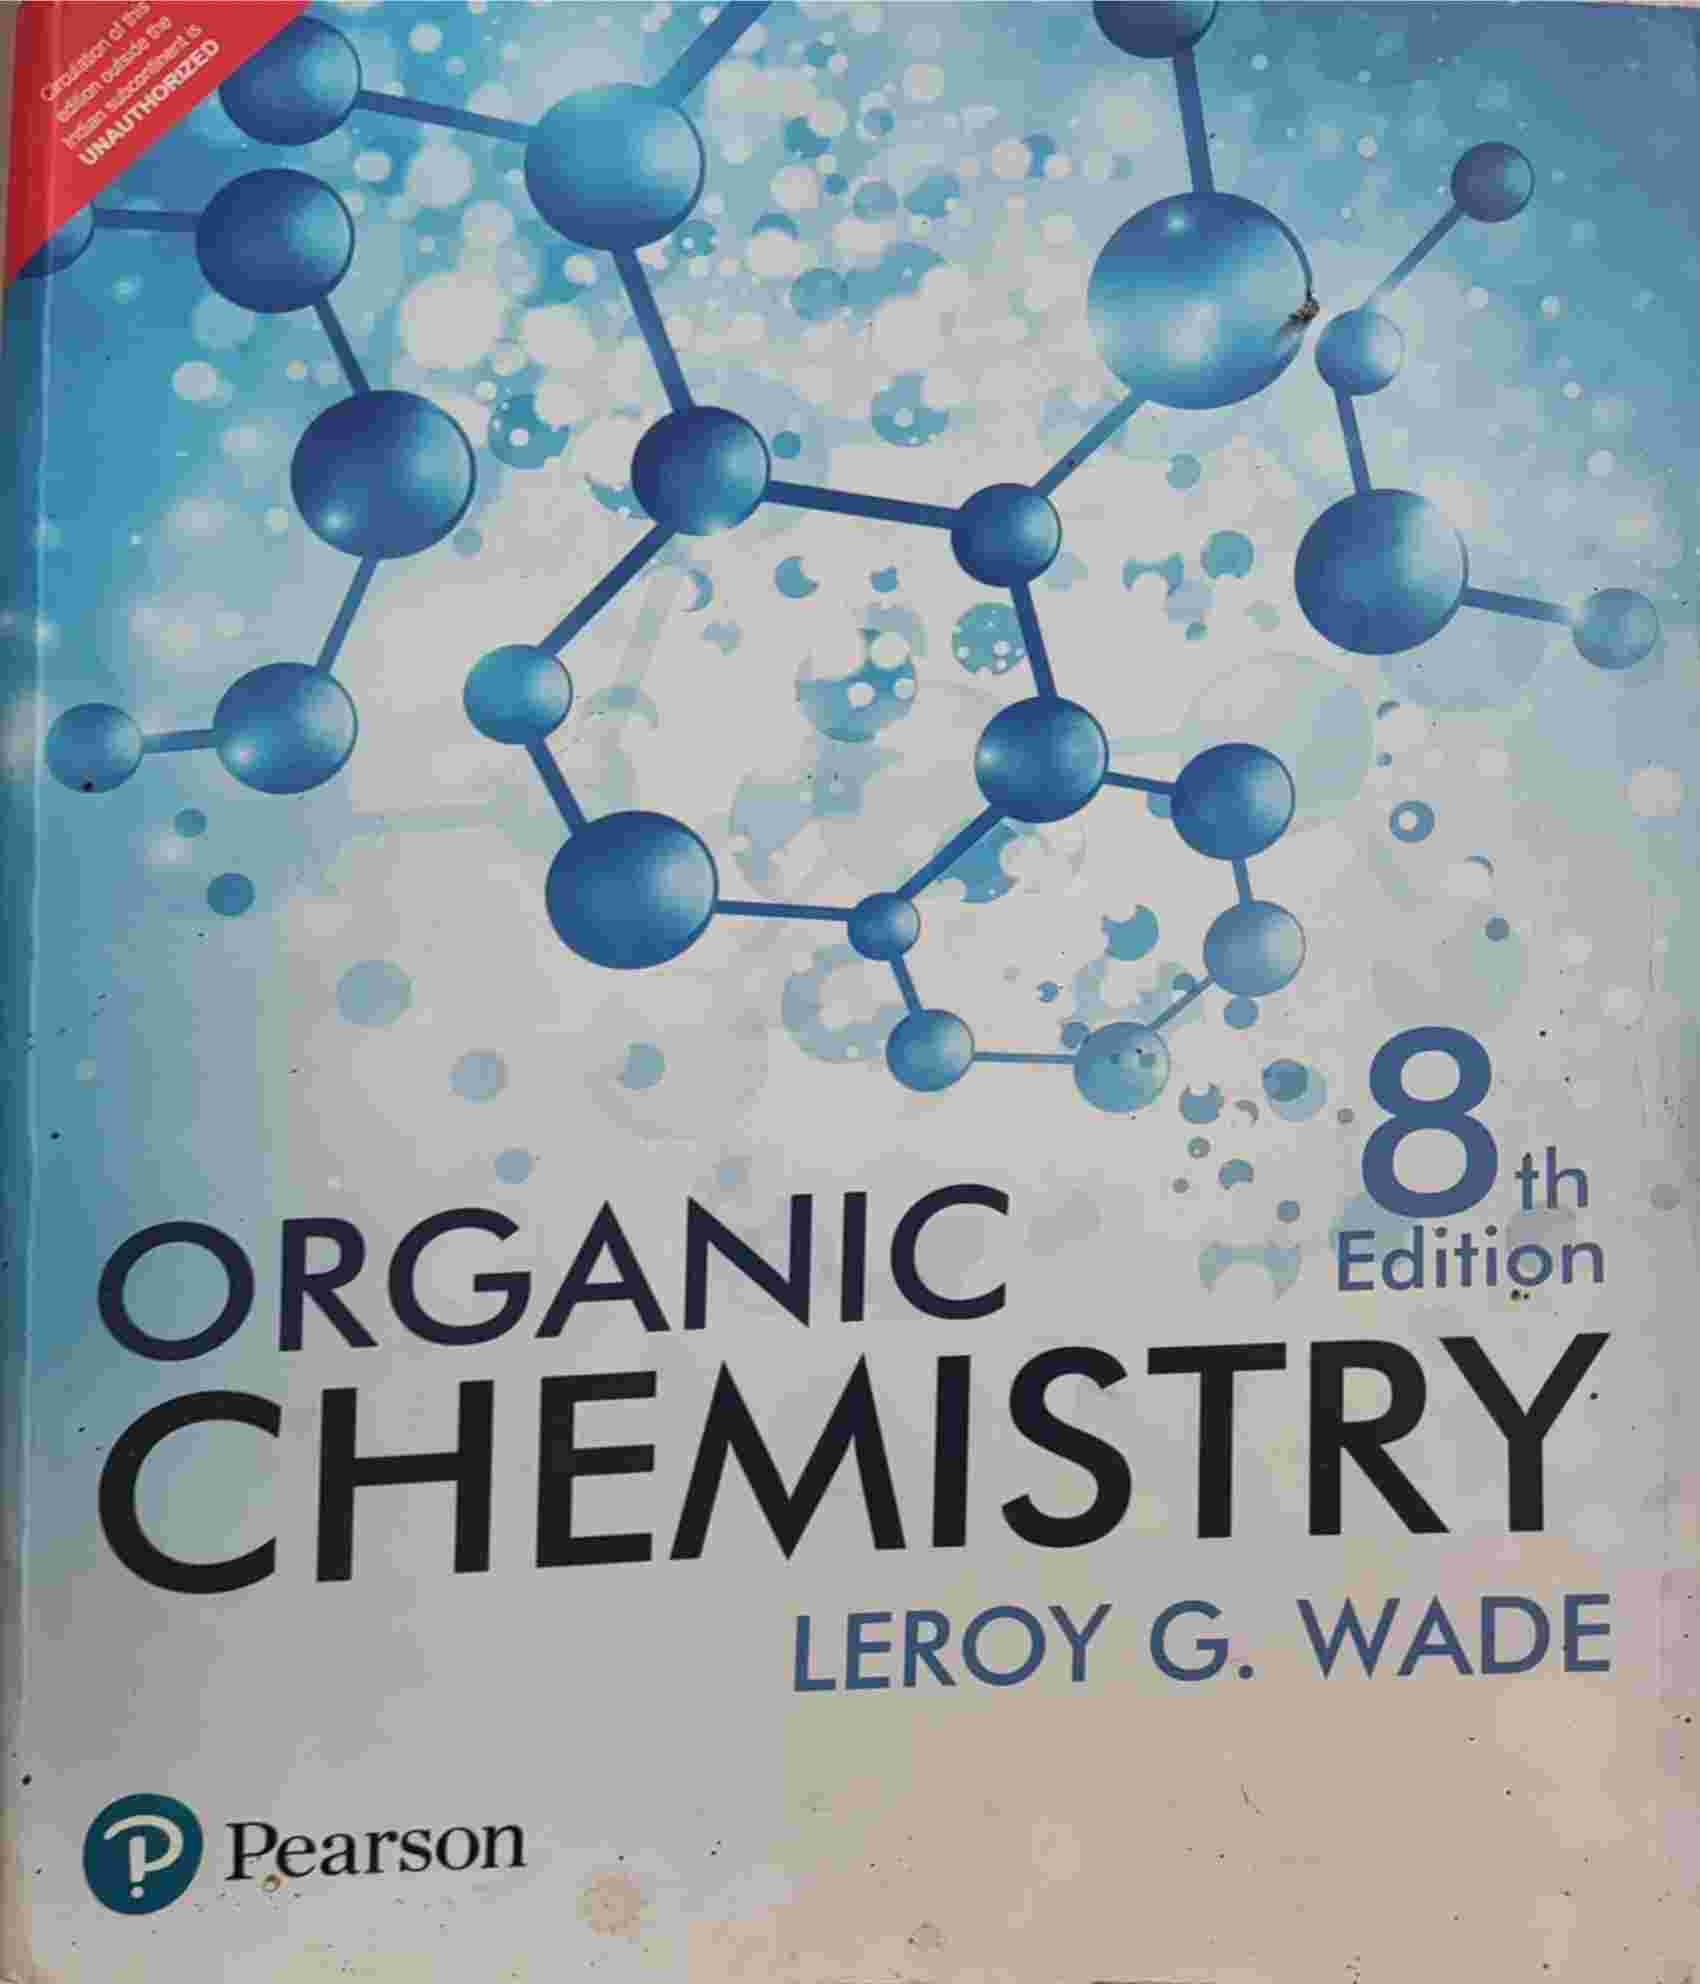 Circulation of this
edition outside the
Indian subcontinent is
UNAUTHORIZED
8th
Edition
ORGANIC
CHEMISTRY
LEROY G. WADE
Pearson